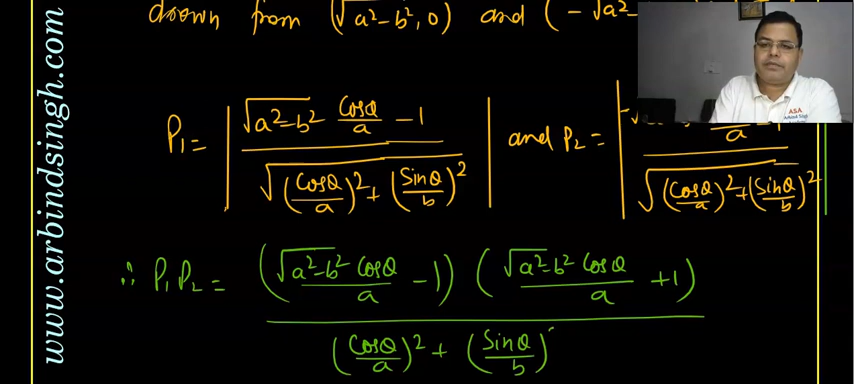 drawn from (√a²-b², 0) and (-√a²
P₁ = | (√a²-b² Cosθ/a - 1) / √((Cosθ/a)² + (Sinθ/b)²) | and P₂ = | / √((Cosθ/a)² + (Sinθ/b)²)
∴ P₁P₂ = (√a²-b² Cosθ/a - 1) (√a²-b² Cosθ/a + 1) / (Cosθ/a)² + (Sinθ/b)
www.arbindsingh.com
ASA